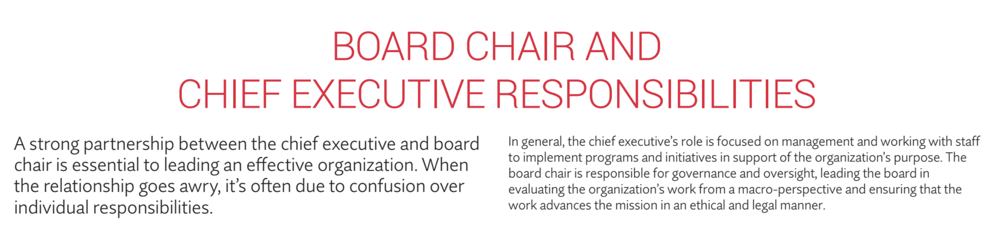 BOARD CHAIR AND
CHIEF EXECUTIVE RESPONSIBILITIES
A strong partnership between the chief executive and board
chair is essential to leading an effective organization. When
the relationship goes awry, it’s often due to confusion over
individual responsibilities.
In general, the chief executive’s role is focused on management and working with staff
to implement programs and initiatives in support of the organization's purpose. The
board chair is responsible for governance and oversight, leading the board in
evaluating the organization’s work from a macro-perspective and ensuring that the
work advances the mission in an ethical and legal manner.